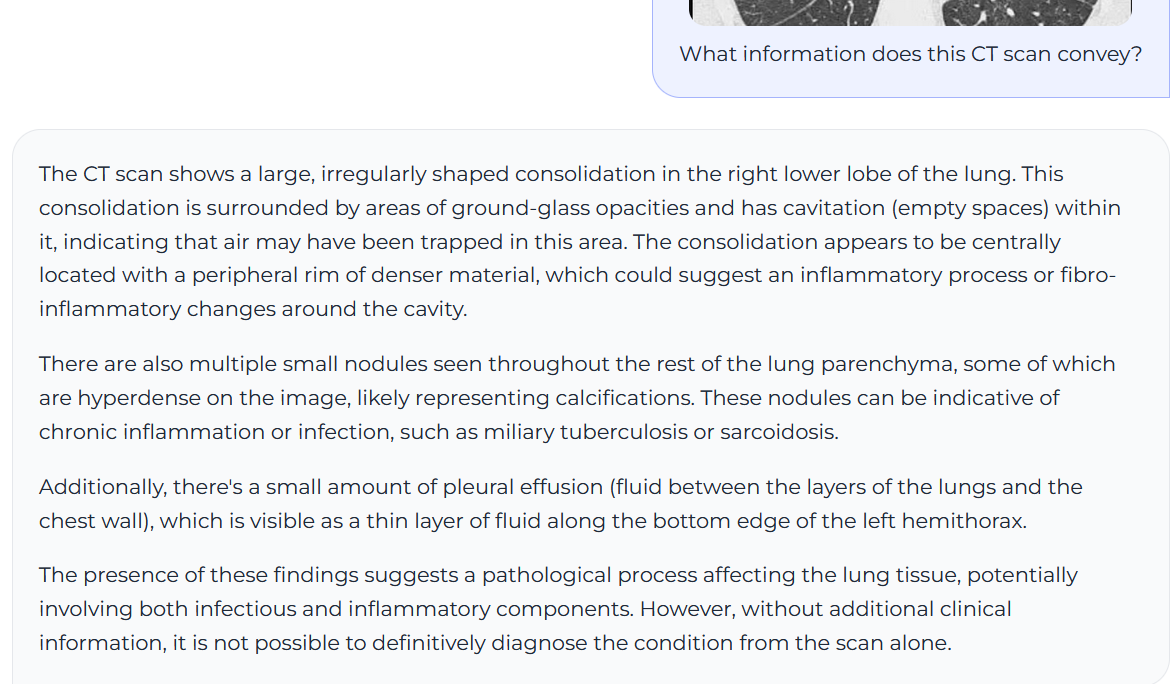 What information does this CT scan convey?
The CT scan shows a large, irregularly shaped consolidation in the right lower lobe of the lung. This
consolidation is surrounded by areas of ground-glass opacities and has cavitation (empty spaces) within
it, indicating that air may have been trapped in this area. The consolidation appears to be centrally
located with a peripheral rim of denser material, which could suggest an inflammatory process or fibro-
inflammatory changes around the cavity.
There are also multiple small nodules seen throughout the rest of the lung parenchyma, some of which
are hyperdense on the image, likely representing calcifications. These nodules can be indicative of
chronic inflammation or infection, such as miliary tuberculosis or sarcoidosis.
Additionally, there's a small amount of pleural effusion (fluid between the layers of the lungs and the
chest wall), which is visible as a thin layer of fluid along the bottom edge of the left hemithorax.
The presence of these findings suggests a pathological process affecting the lung tissue, potentially
involving both infectious and inflammatory components. However, without additional clinical
information, it is not possible to definitively diagnose the condition from the scan alone.